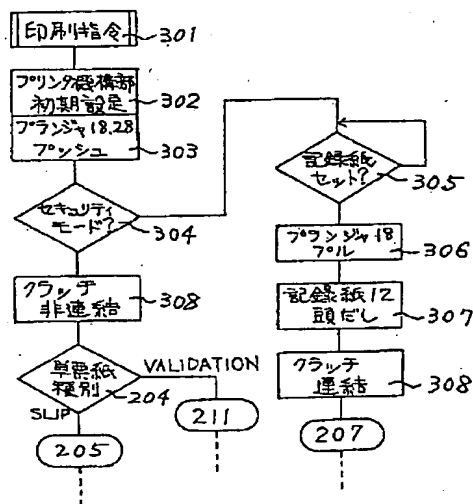 印刷指令
301
プリンタ機構部
初期設定
302
プランジャ18,28
プッシュ
303
セキュリティ
モード?
304
クラッチ
非連結
308
単票紙
種別
204
VALIDATION
SLIP
211
205
記録紙
セット?
305
プランジャ18
プル
306
記録紙12
頭だし
307
クラッチ
連結
308
207